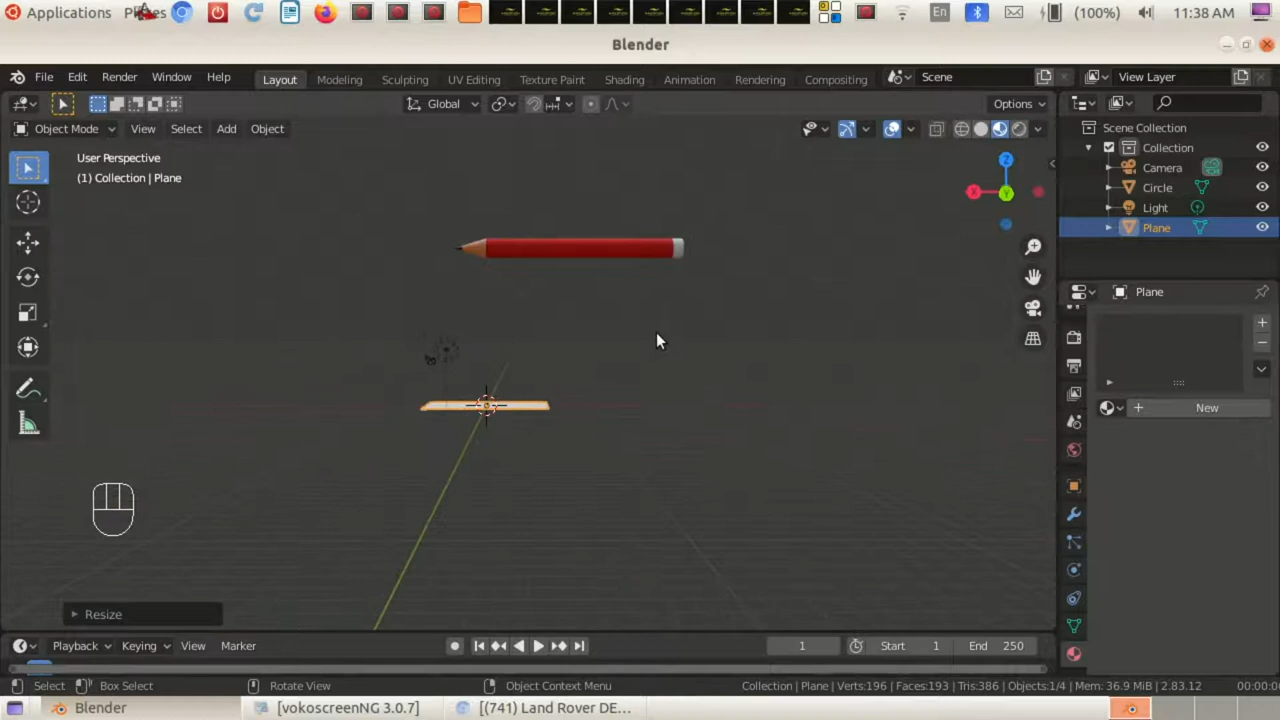 Applications Places En (100%) 11:38 AM
Blender
File Edit Render Window Help Layout Modeling Sculpting UV Editing Texture Paint Shading Animation Rendering Compositing Scene View Layer
Global Options
Object Mode View Select Add Object
Scene Collection
User Perspective
(1) Collection | Plane
Collection
Camera
Circle
Light
Plane
Z
X
Y
Plane
New
Resize
Playback Keying View Marker 1 Start 1 End 250
Select Box Select Rotate View Object Context Menu Collection | Plane | Verts:196 | Faces:193 | Tris:386 | Objects:1/4 | Mem: 36.9 MiB | 2.83.12 00:00:0
Blender [vokoscreenNG 3.0.7] [(741) Land Rover DE...